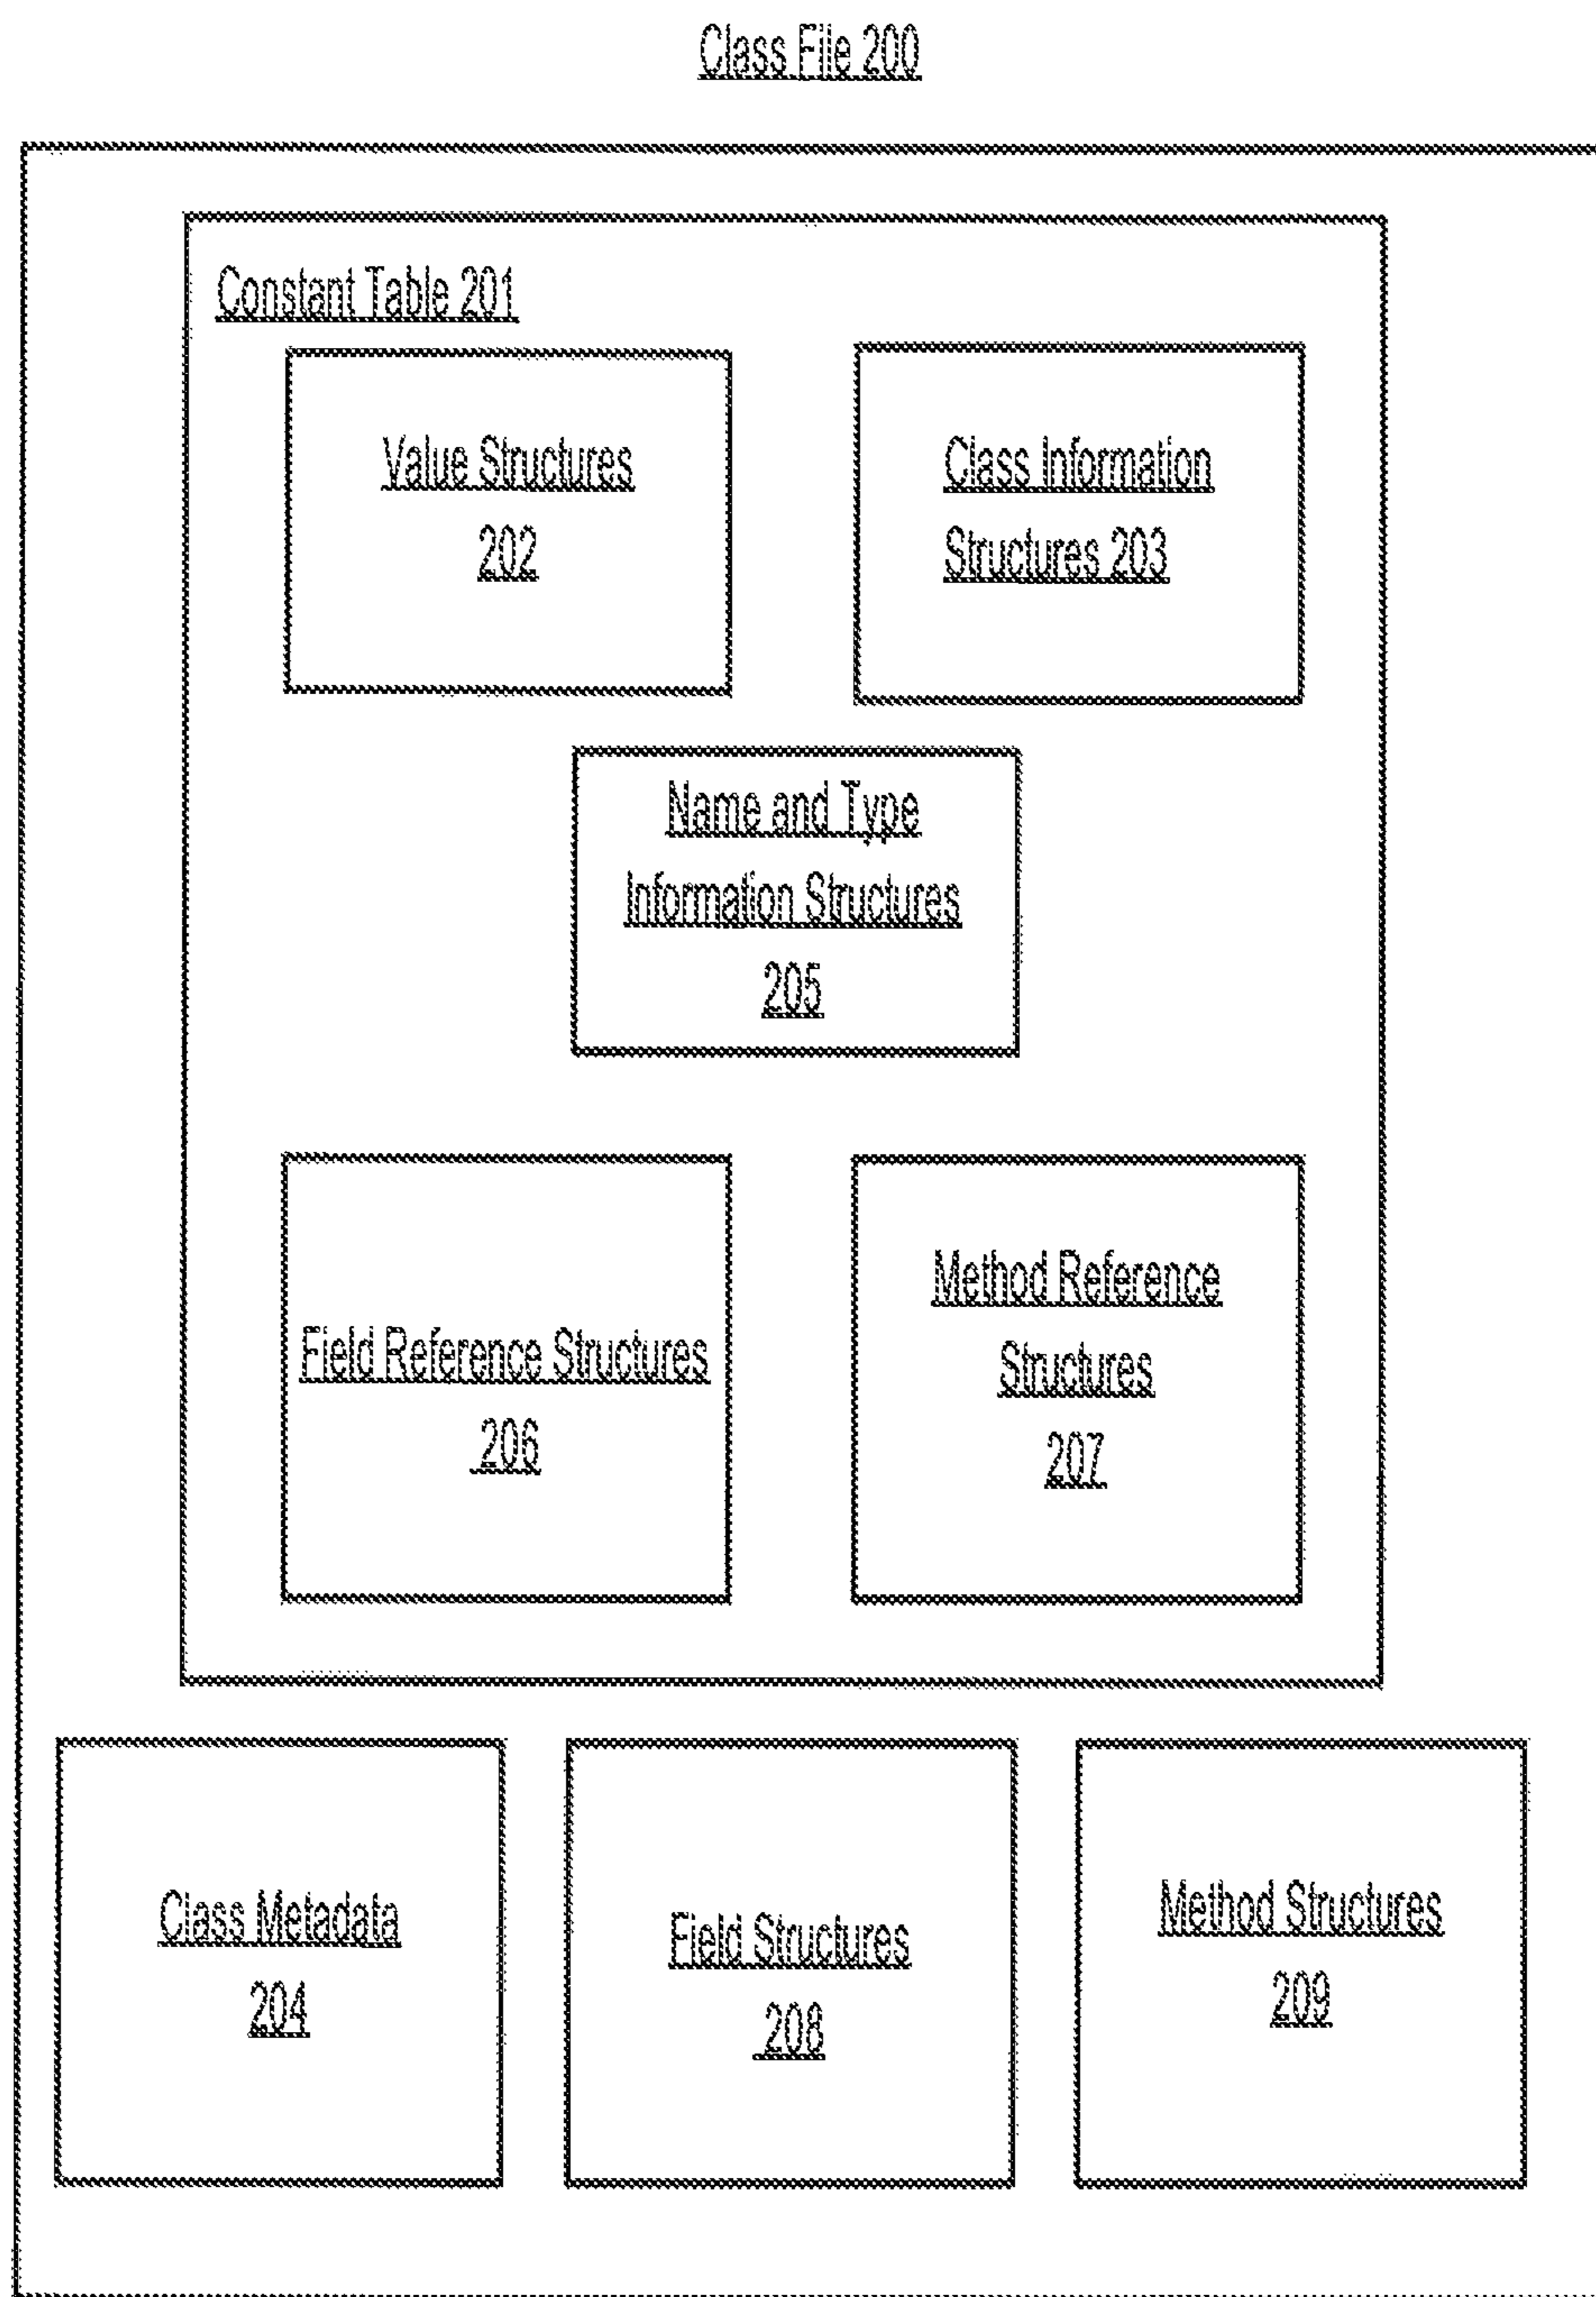 Class File 200
Constant Table 201
Value Structures
202
Class Information
Structures 203
Name and Type
Information Structures
205
Field Reference Structures
206
Method Reference
Structures
207
Class Metadata
204
Field Structures
208
Method Structures
209